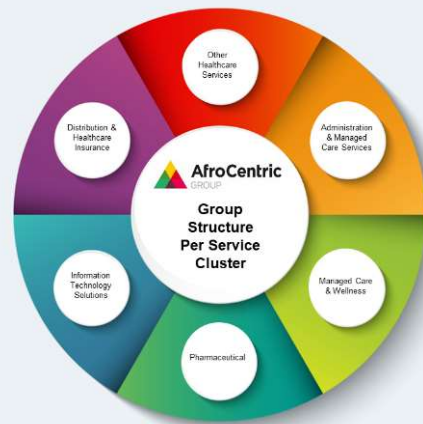 Other
Healthcare
Services
Distribution &
Healthcare
Insurance
Administration
& Managed
Care Services
AfroCentric
GROUP
Group
Structure
Per Service
Cluster
Information
Technology
Solutions
Managed Care
& Wellness
Pharmaceutical